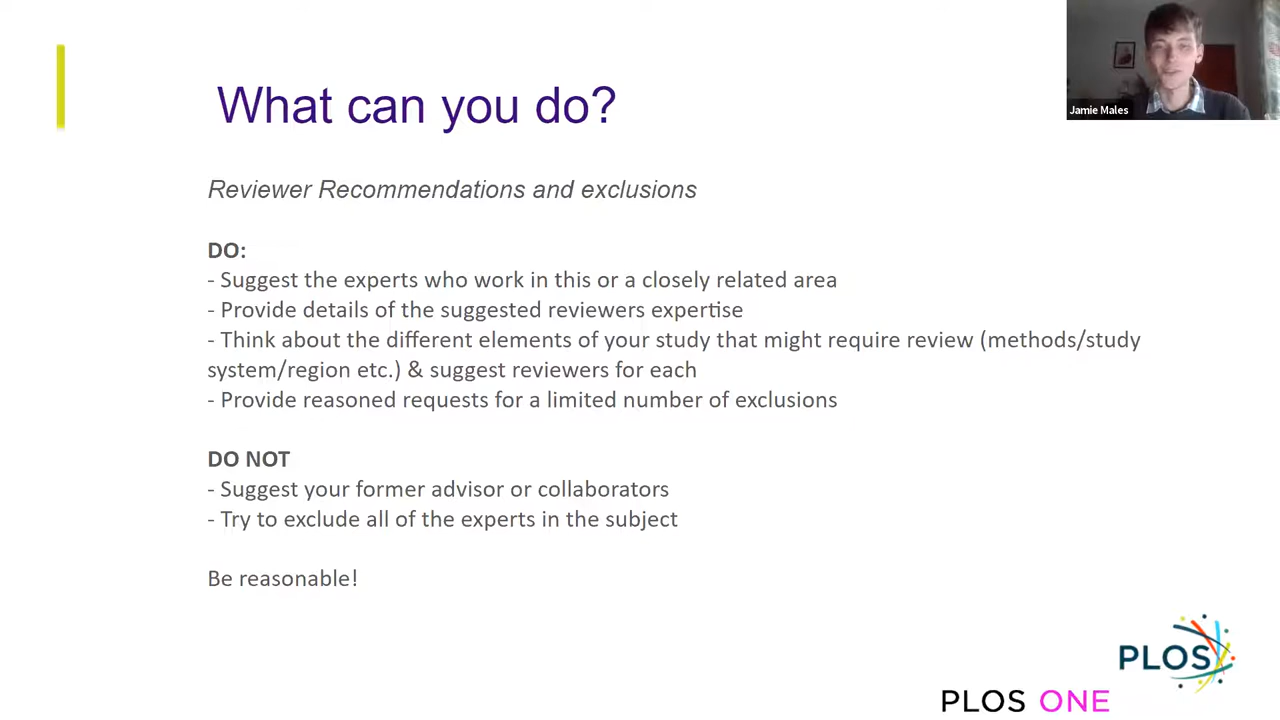 What can you do?
Jamie Males
Reviewer Recommendations and exclusions
DO:
- Suggest the experts who work in this or a closely related area
- Provide details of the suggested reviewers expertise
- Think about the different elements of your study that might require review (methods/study
system/region etc.) & suggest reviewers for each
- Provide reasoned requests for a limited number of exclusions
DO NOT
- Suggest your former advisor or collaborators
- Try to exclude all of the experts in the subject
Be reasonable!
PLOS
PLOS ONE